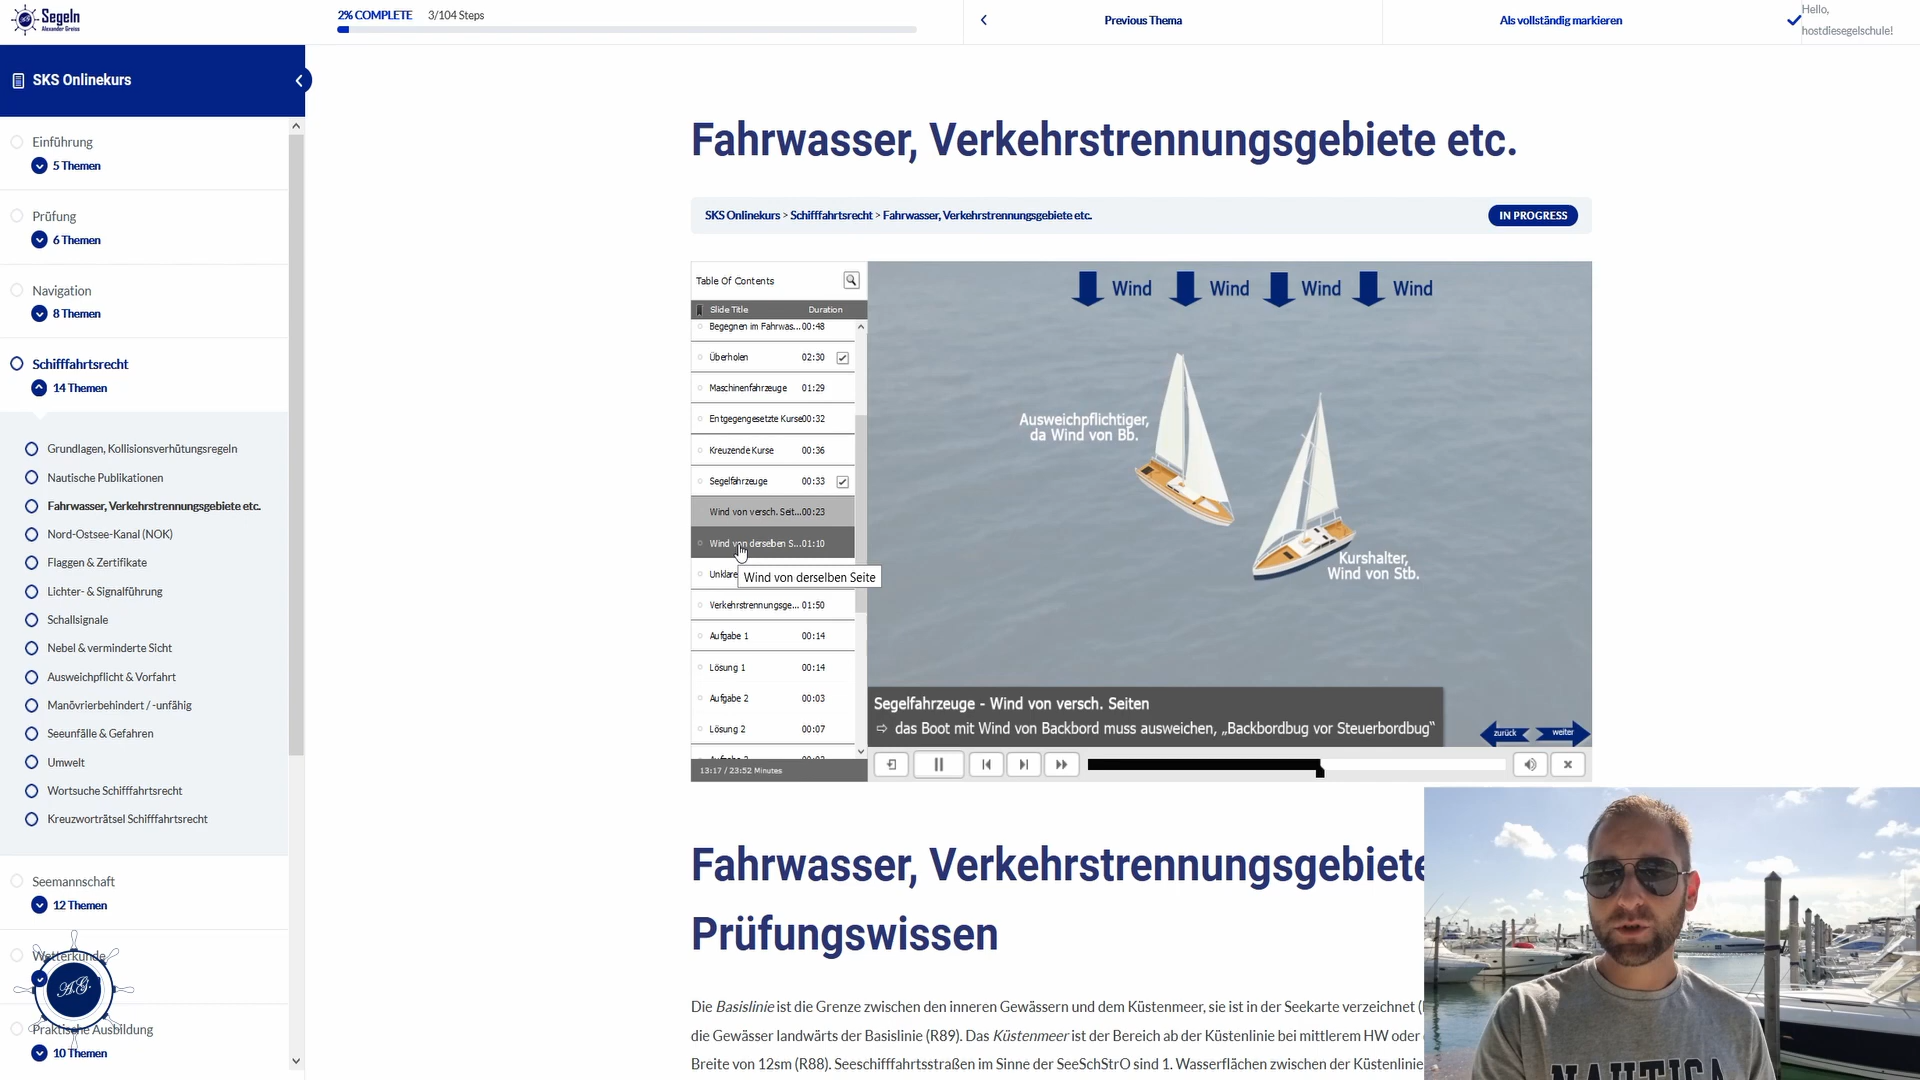 Segeln
Alexander Greiss
2% COMPLETE
3/104 Steps
Previous Thema
Als vollständig markieren
Hello,
hostdiesegelschule!
SKS Onlinekurs
Einführung
5 Themen
Prüfung
6 Themen
Navigation
8 Themen
Schifffahrtsrecht
14 Themen
Grundlagen, Kollisionsverhütungsregeln
Nautische Publikationen
Fahrwasser, Verkehrstrennungsgebiete etc.
Nord-Ostsee-Kanal (NOK)
Flaggen & Zertifikate
Lichter- & Signalführung
Schallsignale
Nebel & verminderte Sicht
Ausweichpflicht & Vorfahrt
Manövrierbehindert / -unfähig
Seeunfälle & Gefahren
Umwelt
Wortsuche Schifffahrtsrecht
Kreuzworträtsel Schifffahrtsrecht
Seemannschaft
12 Themen
Wetterkunde
A.G.
Praktische Ausbildung
10 Themen
Fahrwasser, Verkehrstrennungsgebiete etc.
SKS Onlinekurs > Schifffahrtsrecht > Fahrwasser, Verkehrstrennungsgebiete etc.
IN PROGRESS
Table Of Contents
Slide Title Duration
Begegnen im Fahrwas... 00:48
Überholen 02:30
Maschinenfahrzeuge 01:29
Entgegengesetzte Kurse 00:32
Kreuzende Kurse 00:36
Segelfahrzeuge 00:33
Wind von versch. Seit... 00:23
Wind von derselben S... 01:10
Unklare
Wind von derselben Seite
Verkehrstrennungsge... 01:50
Aufgabe 1 00:14
Lösung 1 00:14
Aufgabe 2 00:03
Lösung 2 00:07
13:17 / 23:52 Minutes
Wind Wind Wind Wind
Ausweichpflichtiger,
da Wind von Bb.
Kurshalter,
Wind von Stb.
Segelfahrzeuge - Wind von versch. Seiten
⇨ das Boot mit Wind von Backbord muss ausweichen, „Backbordbug vor Steuerbordbug“
zurück
weiter
Fahrwasser, Verkehrstrennungsgebiete
Prüfungswissen
Die Basislinie ist die Grenze zwischen den inneren Gewässern und dem Küstenmeer, sie ist in der Seekarte verzeichnet (
die Gewässer landwärts der Basislinie (R89). Das Küstenmeer ist der Bereich ab der Küstenlinie bei mittlerem HW oder
Breite von 12sm (R88). Seeschifffahrtsstraßen im Sinne der SeeSchStrO sind 1. Wasserflächen zwischen der Küstenlinie
NAUTICA